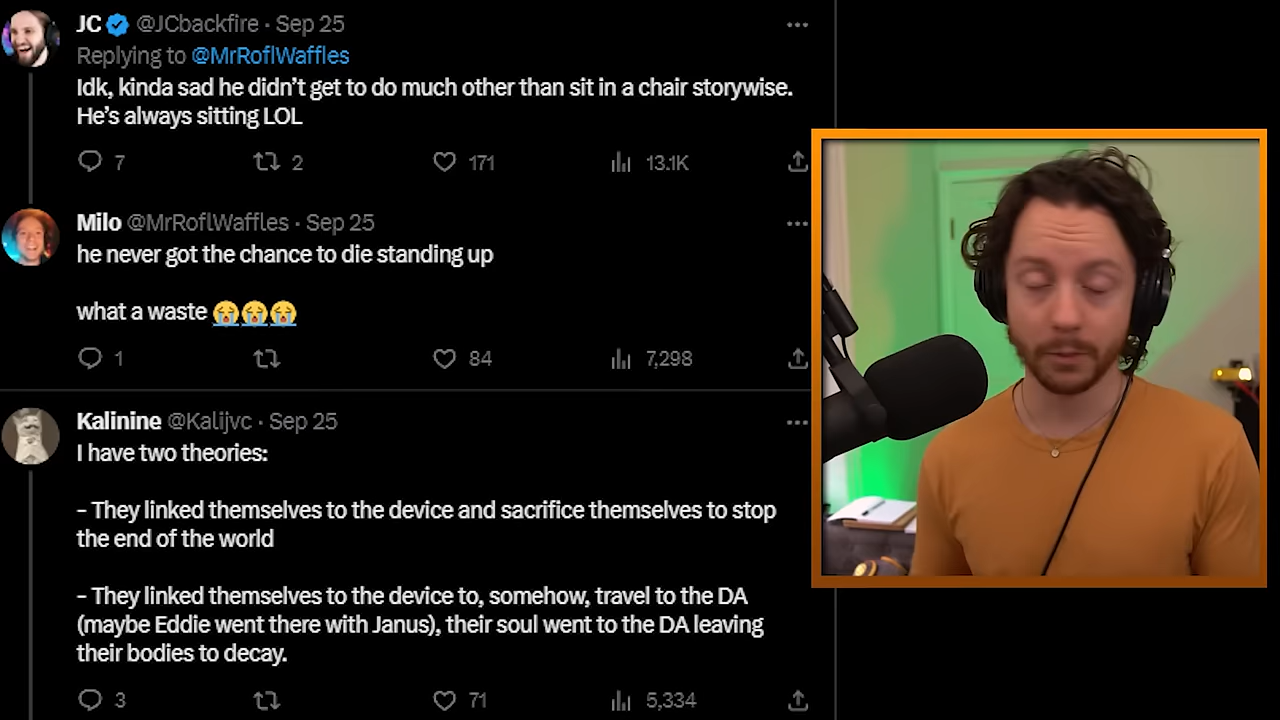 JC @JCbackfire · Sep 25
Replying to @MrRoflWaffles
Idk, kinda sad he didn’t get to do much other than sit in a chair storywise.
He’s always sitting LOL
7 2 171 13.1K
Milo @MrRoflWaffles · Sep 25
he never got the chance to die standing up
what a waste 😭😭😭
1 84 7,298
Kalinine @Kalijvc · Sep 25
I have two theories:
- They linked themselves to the device and sacrifice themselves to stop
the end of the world
- They linked themselves to the device to, somehow, travel to the DA
(maybe Eddie went there with Janus), their soul went to the DA leaving
their bodies to decay.
3 71 5,334